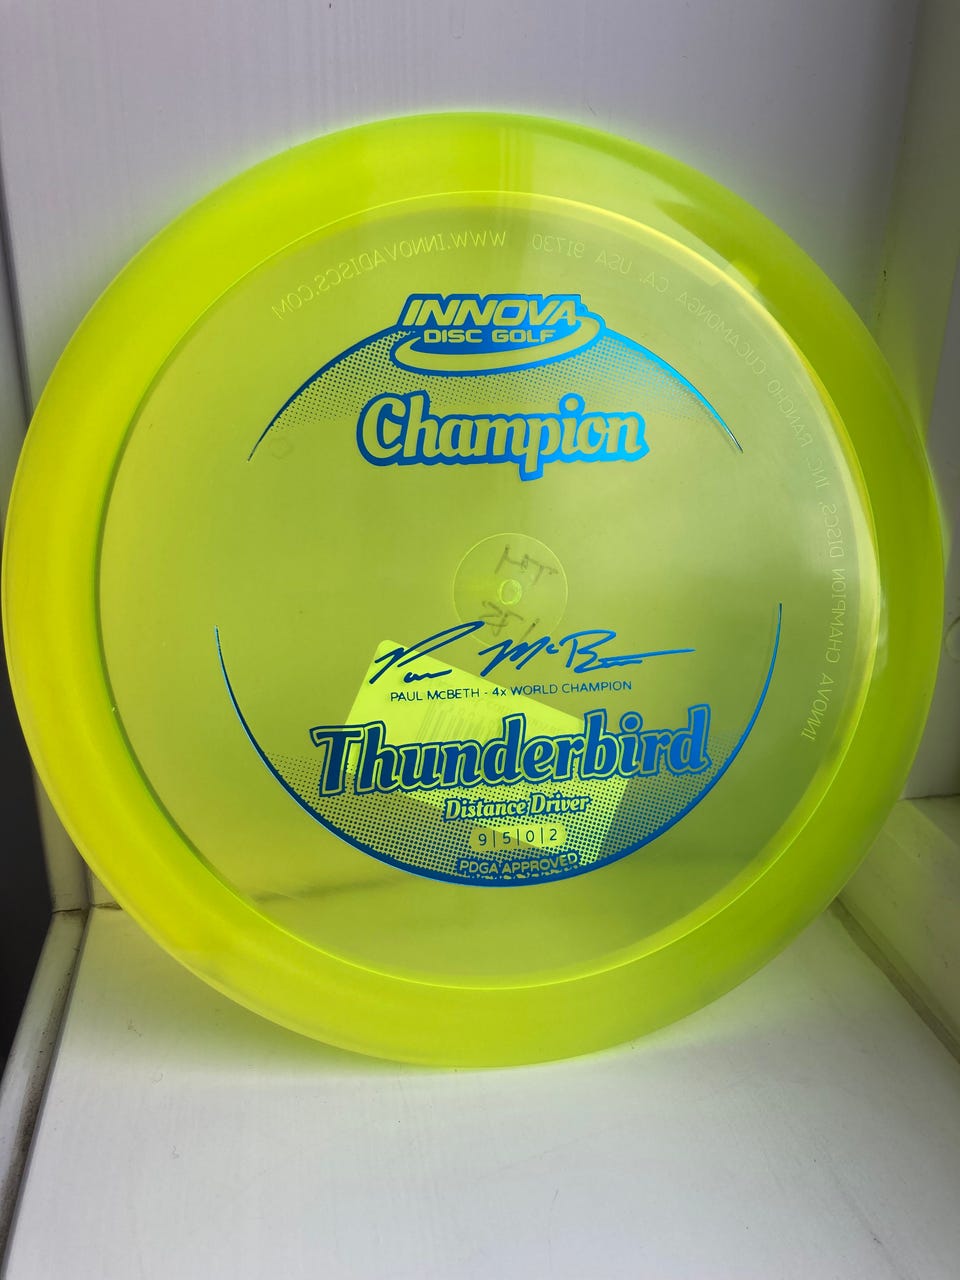 WWW.INNOVADISCS.COM
INNOVA CHAMPION DISCS, INC. RANCHO CUCAMONGA CA, USA 91730
INNOVA
DISC GOLF
Champion
PAUL MCBETH - 4x WORLD CHAMPION
Thunderbird
Distance Driver
9|5|0|2
PDGA APPROVED